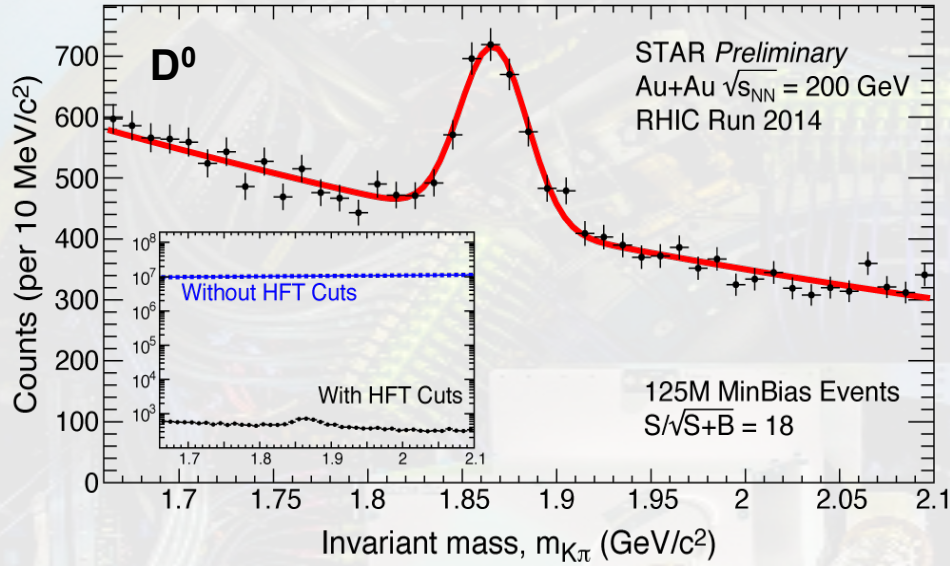 D⁰
STAR Preliminary
Au+Au √sNN = 200 GeV
RHIC Run 2014
Counts (per 10 MeV/c2)
700
600
500
400
300
200
100
0
10⁸
10⁷
10⁶
10⁵
10⁴
10³
Without HFT Cuts
With HFT Cuts
1.7 1.8 1.9 2 2.1
125M MinBias Events
S/√S+B = 18
1.7 1.75 1.8 1.85 1.9 1.95 2 2.05 2.1
Invariant mass, mKπ (GeV/c²)